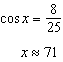 cos x = 8/25
x ≈ 71